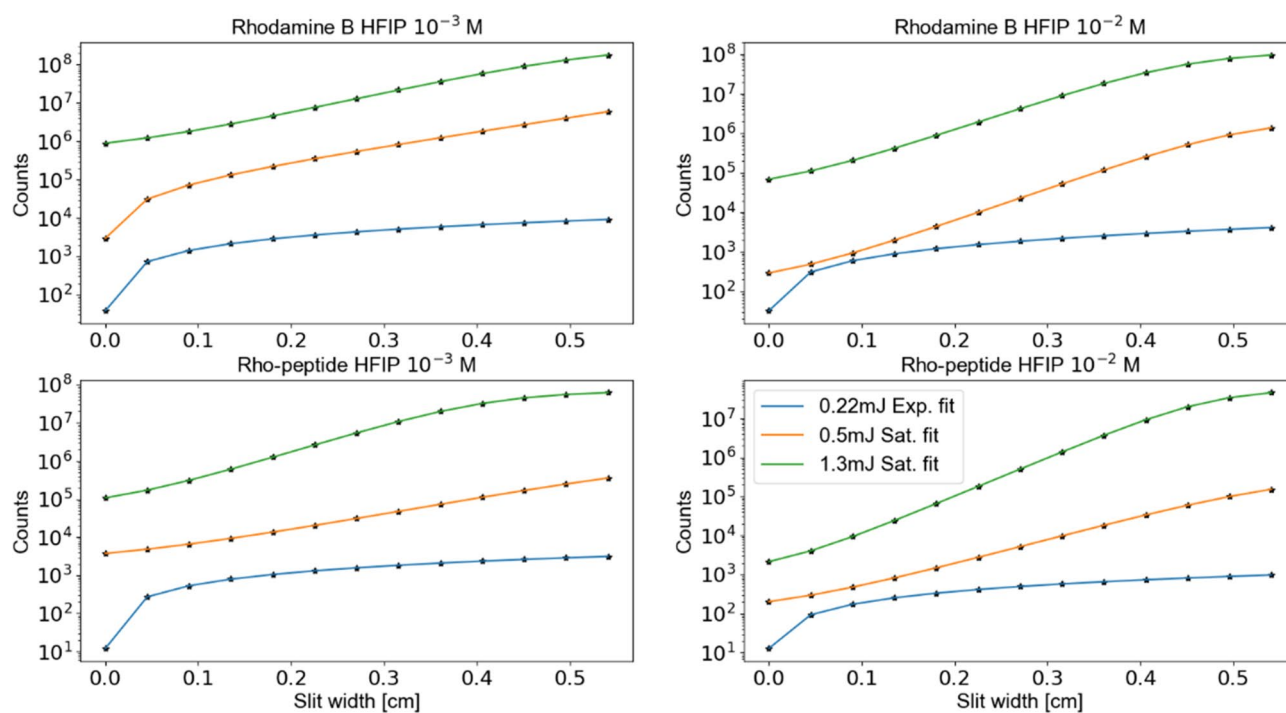 Rhodamine B HFIP 10⁻³ M
Counts
10⁸
10⁷
10⁶
10⁵
10⁴
10³
10²
0.0 0.1 0.2 0.3 0.4 0.5
Rhodamine B HFIP 10⁻² M
Counts
10⁸
10⁷
10⁶
10⁵
10⁴
10³
10²
0.0 0.1 0.2 0.3 0.4 0.5
Rho-peptide HFIP 10⁻³ M
Counts
10⁸
10⁷
10⁶
10⁵
10⁴
10³
10²
10¹
0.0 0.1 0.2 0.3 0.4 0.5
Slit width [cm]
Rho-peptide HFIP 10⁻² M
Counts
10⁷
10⁶
10⁵
10⁴
10³
10²
10¹
0.22mJ Exp. fit
0.5mJ Sat. fit
1.3mJ Sat. fit
0.0 0.1 0.2 0.3 0.4 0.5
Slit width [cm]